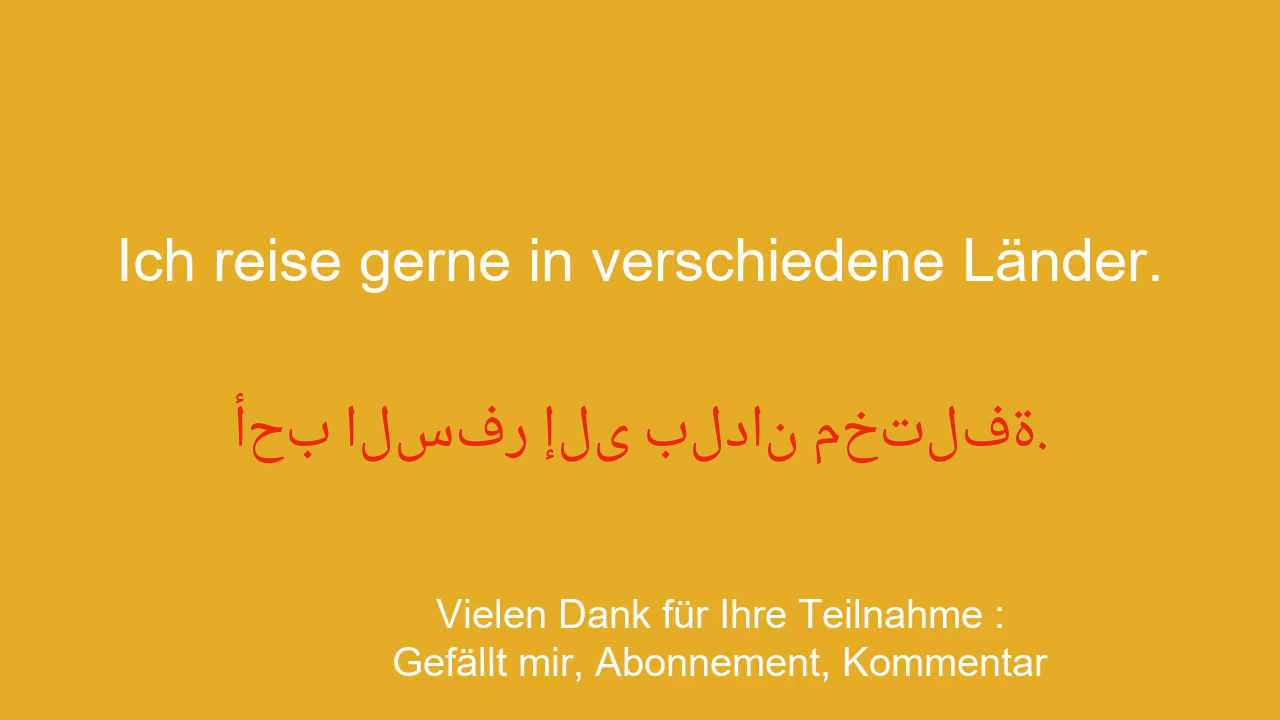 Ich reise gerne in verschiedene Länder.
أحب السفر إلى بلدان مختلفة.
Vielen Dank für Ihre Teilnahme :
Gefällt mir, Abonnement, Kommentar